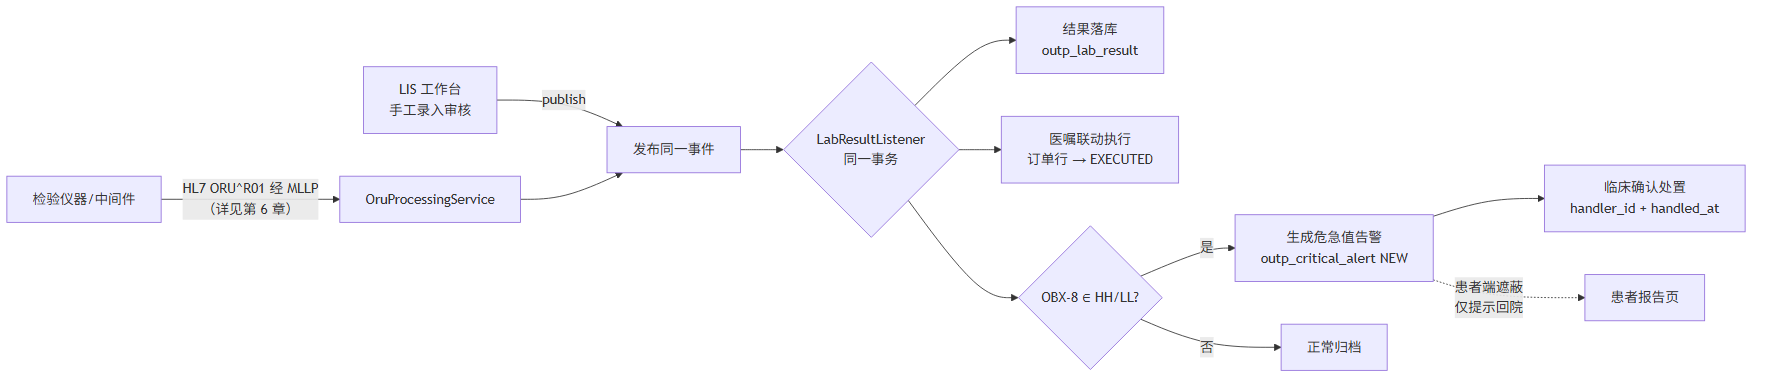 检验仪器/中间件
HL7 ORU^R01 经 MLLP
（详见第 6 章）
OruProcessingService
LIS 工作台
手工录入审核
publish
发布同一事件
LabResultListener
同一事务
结果落库
outp_lab_result
医嘱联动执行
订单行 → EXECUTED
OBX-8 ∈ HH/LL?
是
生成危急值告警
outp_critical_alert NEW
临床确认处置
handler_id + handled_at
患者端遮蔽
仅提示回院
患者报告页
否
正常归档